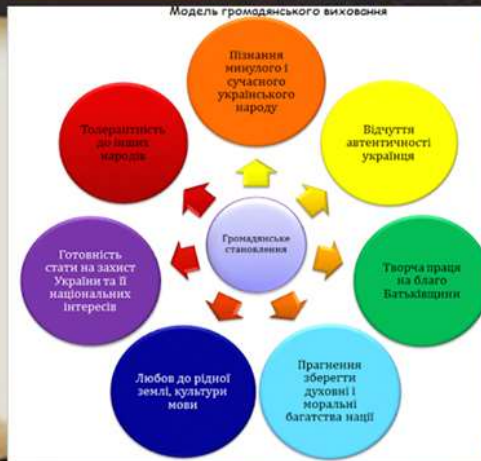 Модель громадянського виховання
Пізнання
минулого і
сучасного
українського
народу
Відчуття
автентичності
українця
Творча праця
на благо
Батьківщини
Прагнення
зберегти
духовні і
моральні
багатства нації
Любов до рідної
землі, культури
мови
Готовність
стати на захист
України та її
національних
інтересів
Толерантність
до інших
народів
Громадянське
становлення